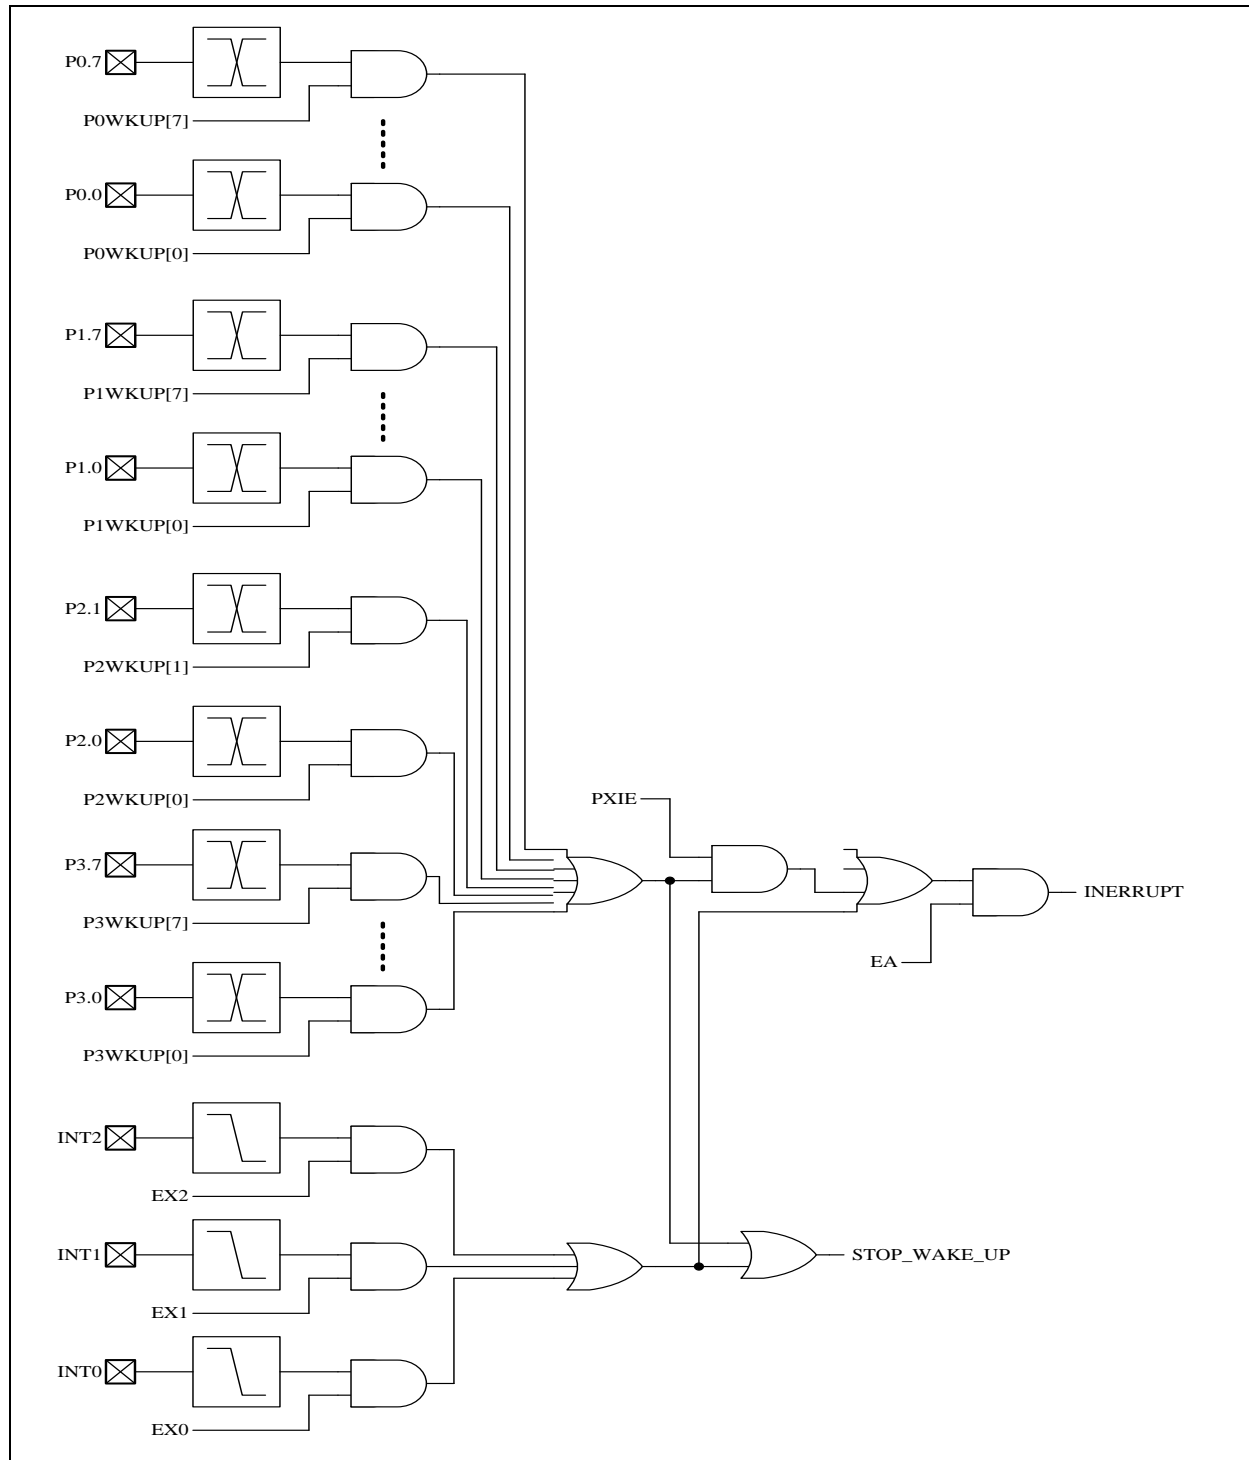 P0.7
P0WKUP[7]
P0.0
P0WKUP[0]
P1.7
P1WKUP[7]
P1.0
P1WKUP[0]
P2.1
P2WKUP[1]
P2.0
P2WKUP[0]
PXIE
P3.7
INERRUPT
P3WKUP[7]
EA
P3.0
P3WKUP[0]
INT2
EX2
INT1
STOP_WAKE_UP
EX1
INT0
EX0